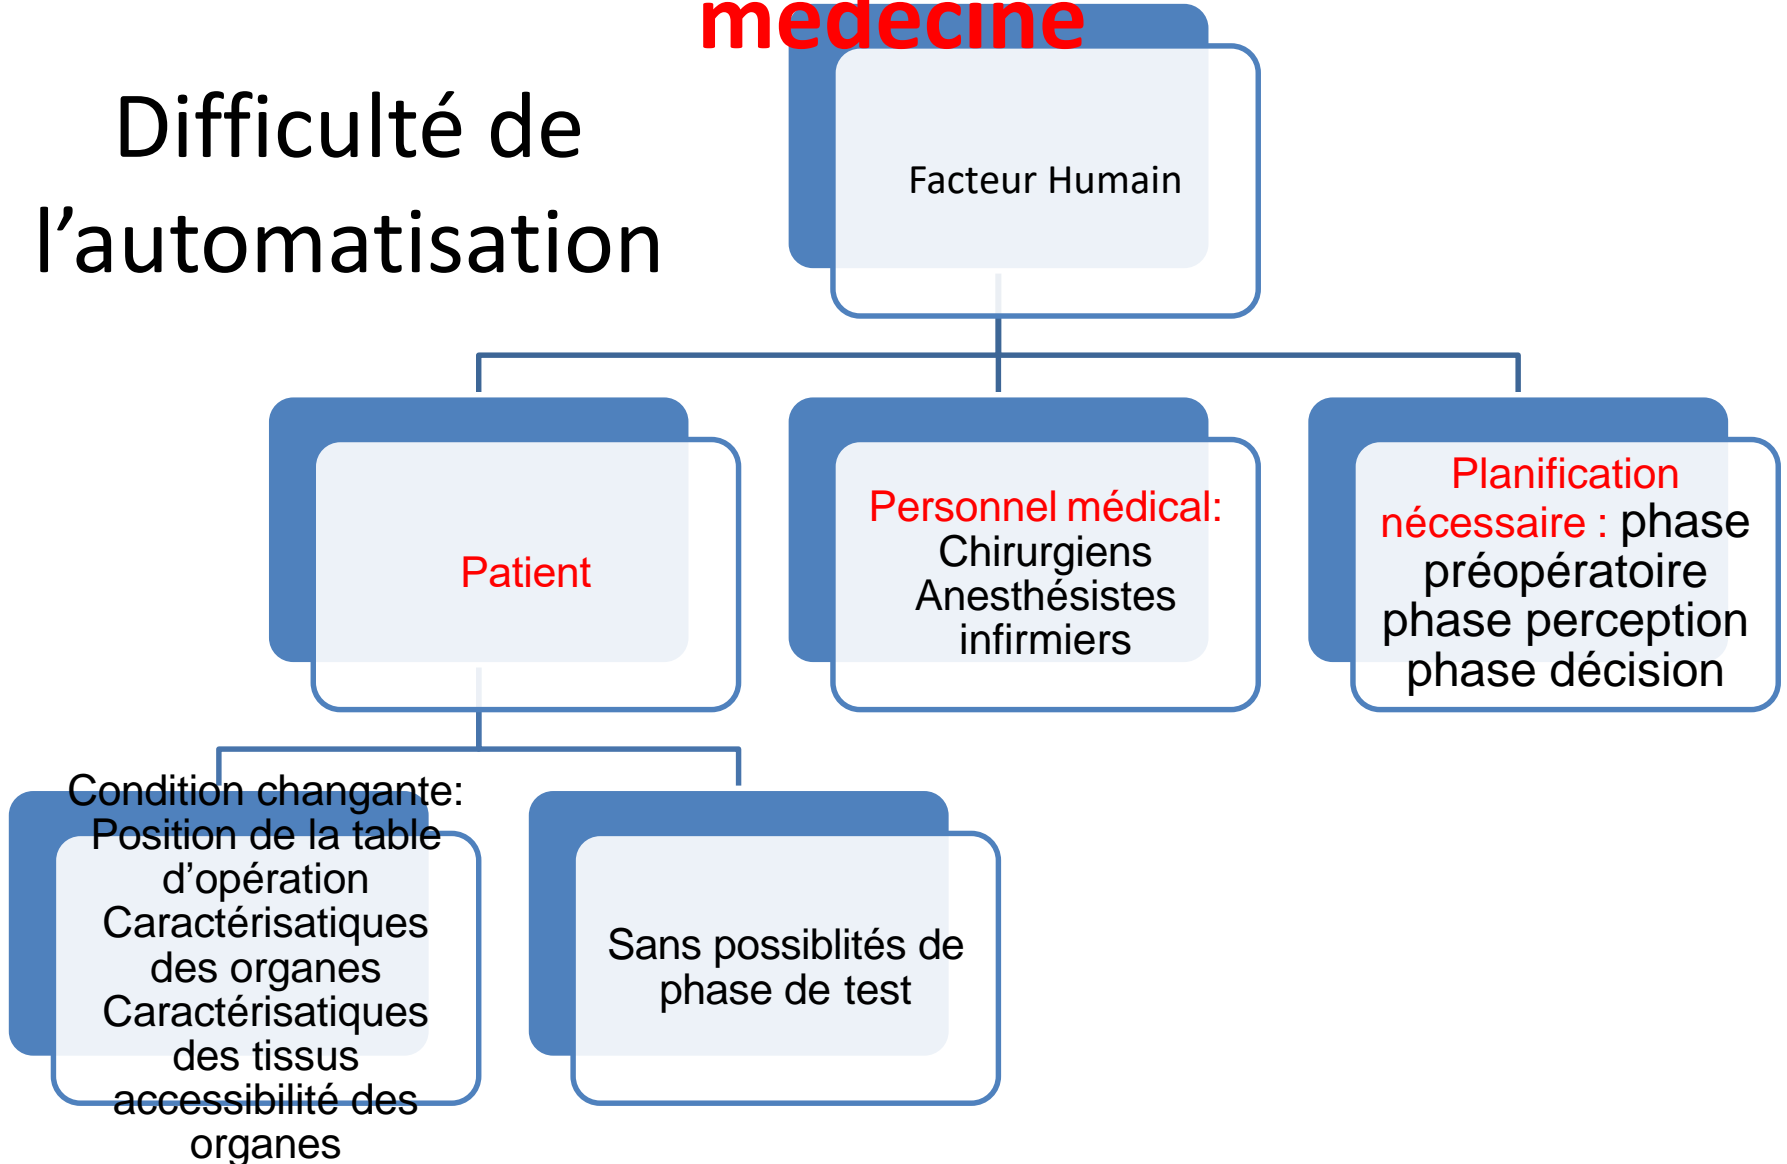 médecine
Difficulté de
l’automatisation
Facteur Humain
Patient
Personnel médical:
Chirurgiens
Anesthésistes
infirmiers
Planification
nécessaire : phase
préopératoire
phase perception
phase décision
Condition changante:
Position de la table
d’opération
Caractérisatiques
des organes
Caractérisatiques
des tissus
accessibilité des
organes
Sans possiblités de
phase de test